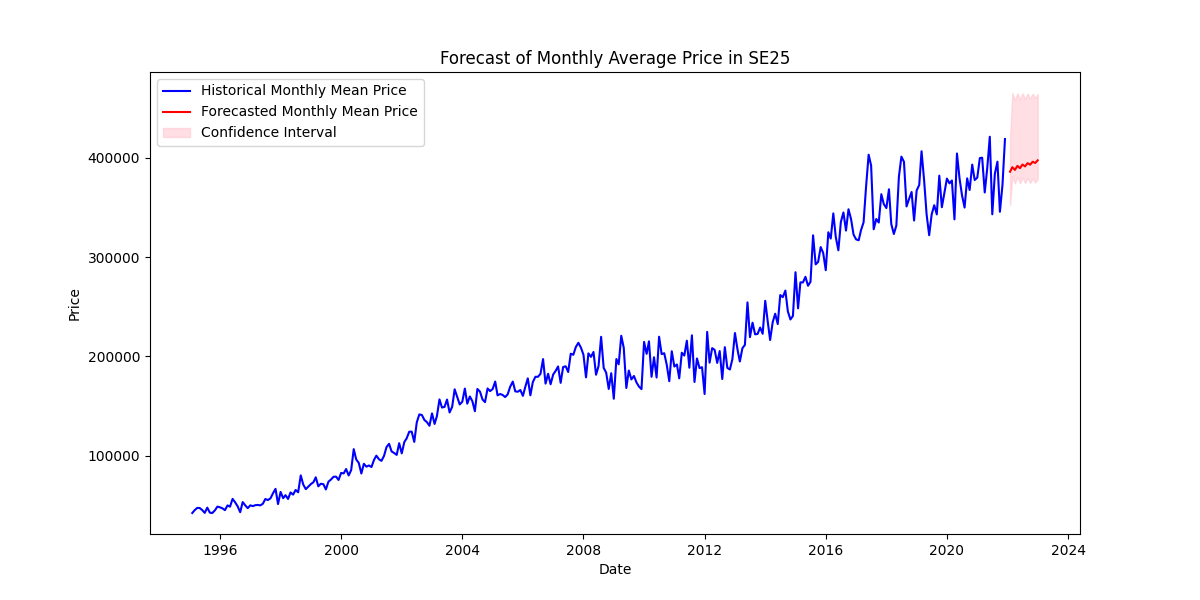 Forecast of Monthly Average Price in SE25
Historical Monthly Mean Price
Forecasted Monthly Mean Price
Confidence Interval
400000
300000
200000
100000
Price
1996 2000 2004 2008 2012 2016 2020 2024
Date